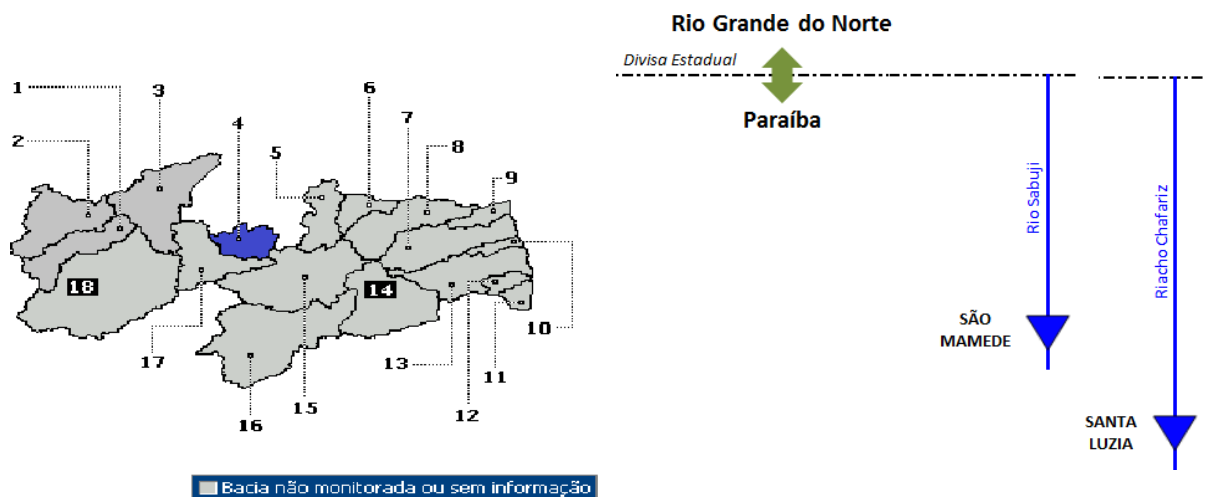 1
2
3
4
5
6
7
8
9
10
11
12
13
14
15
16
17
18
Bacia não monitorada ou sem informação
Rio Grande do Norte
Divisa Estadual
Paraíba
Rio Sabuji
Riacho Chafariz
SÃO
MAMEDE
SANTA
LUZIA